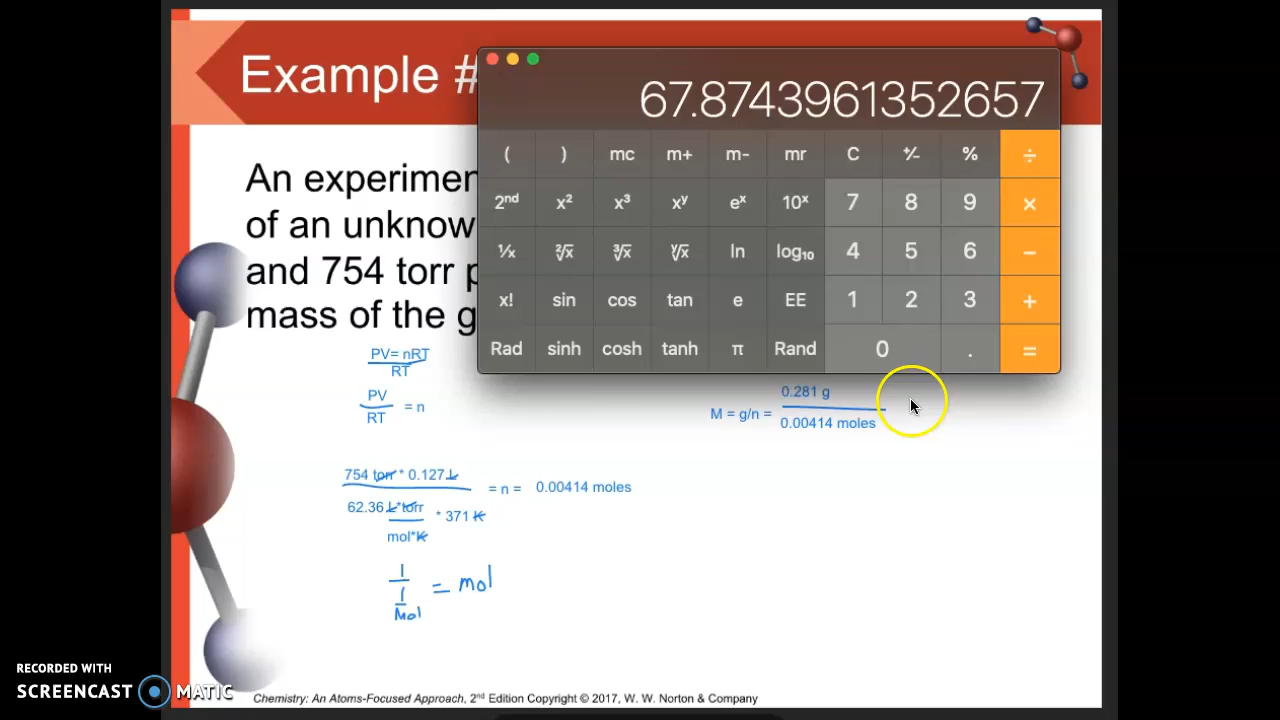 Example #
67.8743961352657
( ) mc m+ m- mr C +/- % ÷
2nd x² x³ xʸ eˣ 10ˣ 7 8 9 ×
¹/x ²√x ³√x ʸ√x ln log₁₀ 4 5 6 −
x! sin cos tan e EE 1 2 3 +
Rad sinh cosh tanh π Rand 0 . =
An experimen
of an unknow
and 754 torr p
mass of the g
PV= nRT
RT
PV
RT
= n
0.281 g
M = g/n =
0.00414 moles
754 torr * 0.127 L
= n = 0.00414 moles
62.36 L*torr
* 371 K
mol*K
1
1
Mol
= mol
RECORDED WITH
SCREENCAST MATIC
Chemistry: An Atoms-Focused Approach, 2nd Edition Copyright © 2017, W. W. Norton & Company